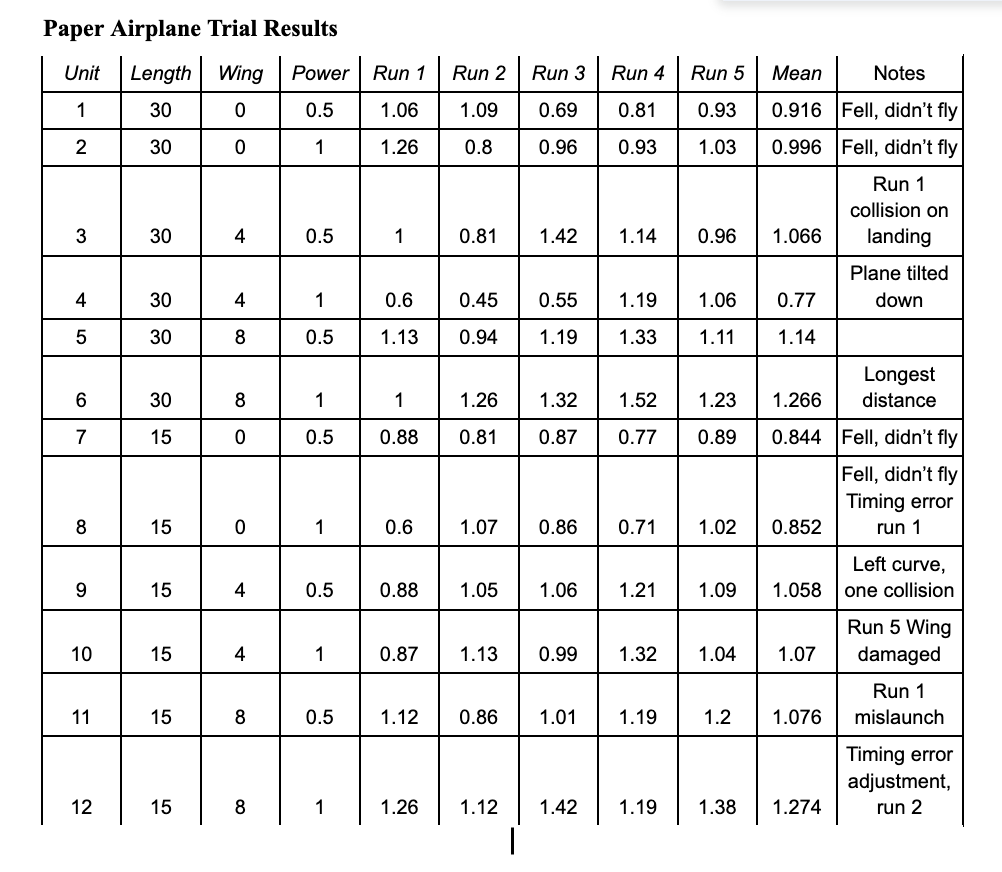 Paper Airplane Trial Results
Unit Length Wing Power Run 1 Run 2 Run 3 Run 4 Run 5 Mean Notes
1 30 0 0.5 1.06 1.09 0.69 0.81 0.93 0.916 Fell, didn’t fly
2 30 0 1 1.26 0.8 0.96 0.93 1.03 0.996 Fell, didn’t fly
Run 1
collision on
3 30 4 0.5 1 0.81 1.42 1.14 0.96 1.066 landing
Plane tilted
4 30 4 1 0.6 0.45 0.55 1.19 1.06 0.77 down
5 30 8 0.5 1.13 0.94 1.19 1.33 1.11 1.14
Longest
6 30 8 1 1 1.26 1.32 1.52 1.23 1.266 distance
7 15 0 0.5 0.88 0.81 0.87 0.77 0.89 0.844 Fell, didn’t fly
Fell, didn’t fly
Timing error
8 15 0 1 0.6 1.07 0.86 0.71 1.02 0.852 run 1
Left curve,
9 15 4 0.5 0.88 1.05 1.06 1.21 1.09 1.058 one collision
Run 5 Wing
10 15 4 1 0.87 1.13 0.99 1.32 1.04 1.07 damaged
Run 1
11 15 8 0.5 1.12 0.86 1.01 1.19 1.2 1.076 mislaunch
Timing error
adjustment,
12 15 8 1 1.26 1.12 1.42 1.19 1.38 1.274 run 2